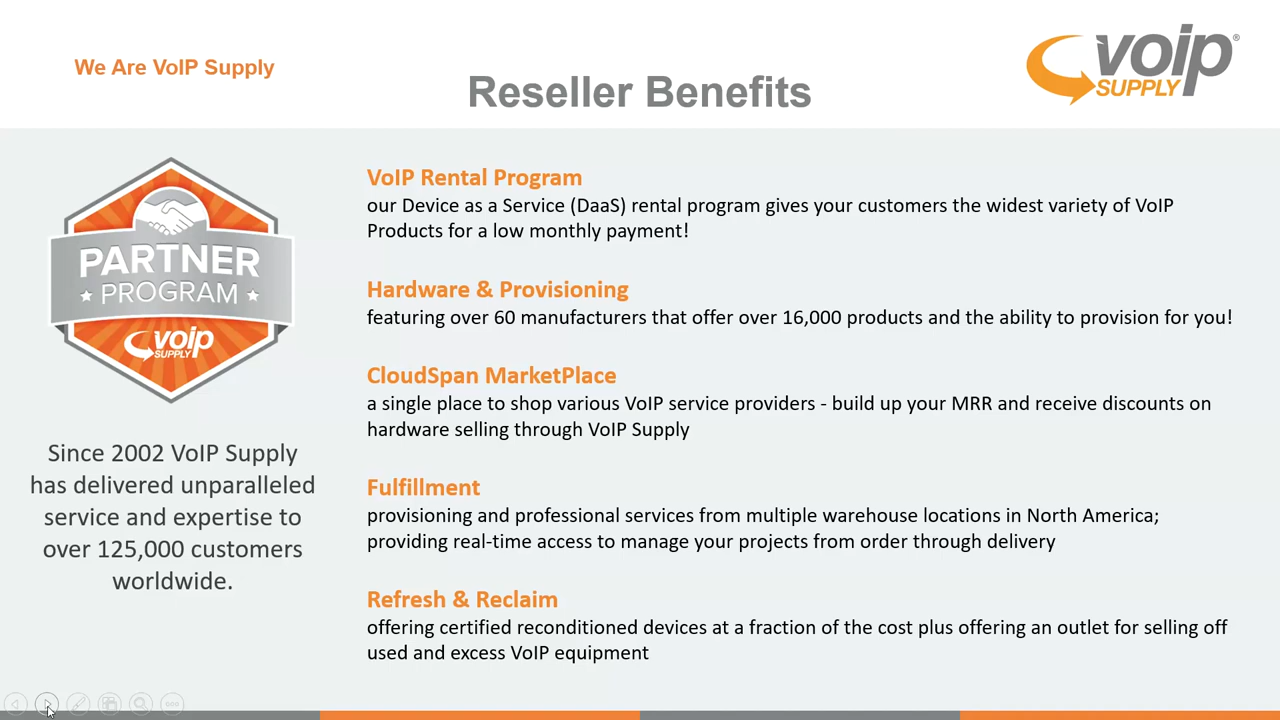 We Are VoIP Supply
Reseller Benefits
voip®
SUPPLY
PARTNER
PROGRAM
voip
SUPPLY
Since 2002 VoIP Supply
has delivered unparalleled
service and expertise to
over 125,000 customers
worldwide.
VoIP Rental Program
our Device as a Service (DaaS) rental program gives your customers the widest variety of VoIP
Products for a low monthly payment!
Hardware & Provisioning
featuring over 60 manufacturers that offer over 16,000 products and the ability to provision for you!
CloudSpan MarketPlace
a single place to shop various VoIP service providers - build up your MRR and receive discounts on
hardware selling through VoIP Supply
Fulfillment
provisioning and professional services from multiple warehouse locations in North America;
providing real-time access to manage your projects from order through delivery
Refresh & Reclaim
offering certified reconditioned devices at a fraction of the cost plus offering an outlet for selling off
used and excess VoIP equipment